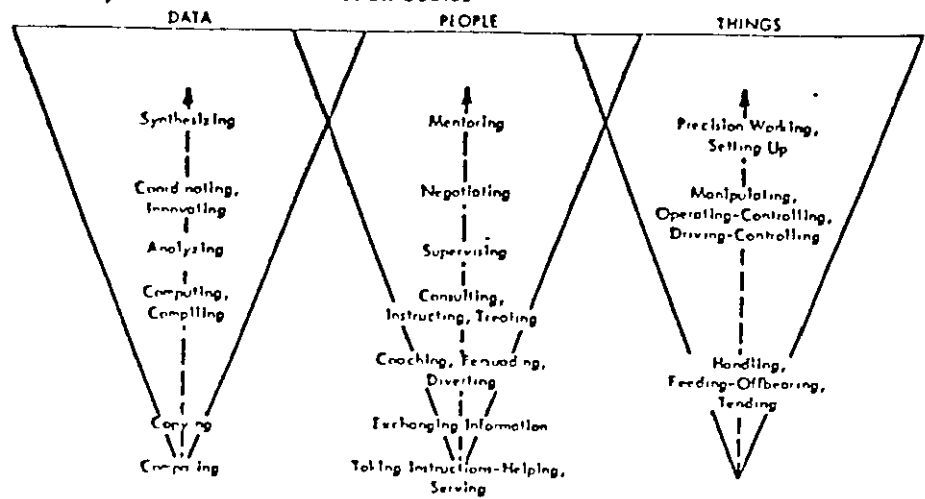 DATA
PEOPLE
THINGS
Synthesizing
Coordinating,
Innovating
Analyzing
Computing,
Compiling
Copying
Comparing
Mentoring
Negotiating
Supervising
Consulting,
Instructing, Treating
Coaching, Persuading,
Diverting
Exchanging Information
Taking Instructions-Helping,
Serving
Precision Working,
Setting Up
Manipulating,
Operating-Controlling,
Driving-Controlling
Handling,
Feeding-Offbearing,
Tending